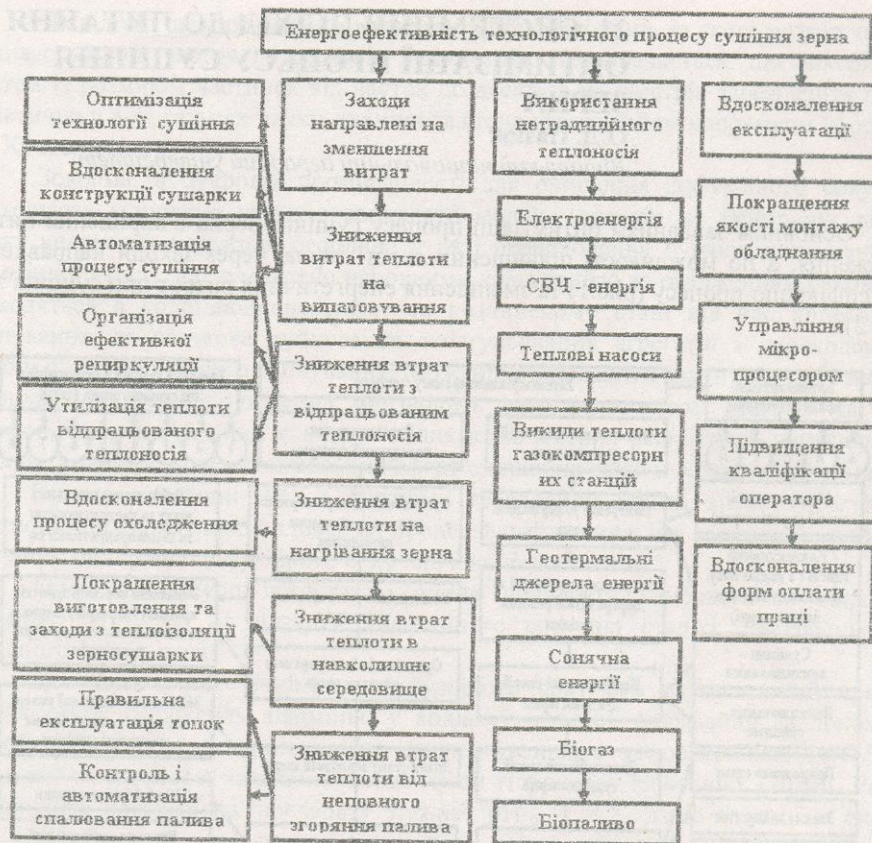 Енергоефективність технологічного процесу сушіння зерна
Оптимізація
технології сушіння
Вдосконалення
конструкції сушарки
Автоматизація
процесу сушіння
Організація
ефективної
рециркуляції
Утилізація теплоти
відпрацьованого
теплоносія
Вдосконалення
процесу охолодження
Покращення
виготовлення та
заходи з теплоізоляції
зерносушарки
Правильна
експлуатація топок
Контроль і
автоматизація
спалювання палива
Заходи
направлені на
зменшення
витрат
Зниження
витрат теплоти
на
випаровування
Зниження втрат
теплоти
відпрацьованим
теплоносія
Зниження втрат
теплоти на
нагрівання зерна
Зниження втрат
теплоти в
навколишнє
середовище
Зниження втрат
теплоти від
неповного
згоряння палива
Використання
нетрадиційного
теплоносія
Електроенергія
СВЧ - енергія
Теплові насоси
Викиди теплоти
газокомпресорн
их станцій
Геотермальні
джерела енергії
Сонячна
енергії
Біогаз
Біопаливо
Вдосконалення
експлуатації
Покращення
якості монтажу
обладнання
Управління
мікро-
процесором
Підвищення
кваліфікації
оператора
Вдосконалення
форм оплати
праці